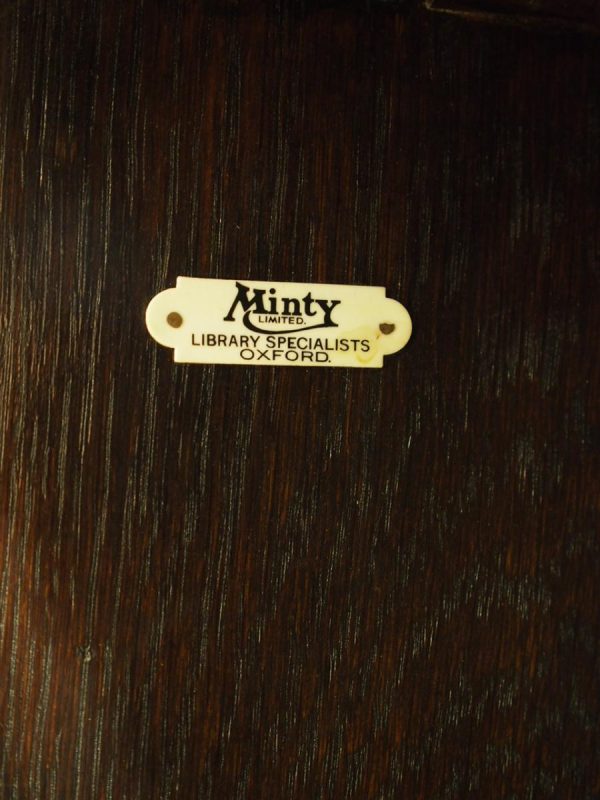 Minty
LIMITED.
LIBRARY SPECIALISTS
OXFORD.